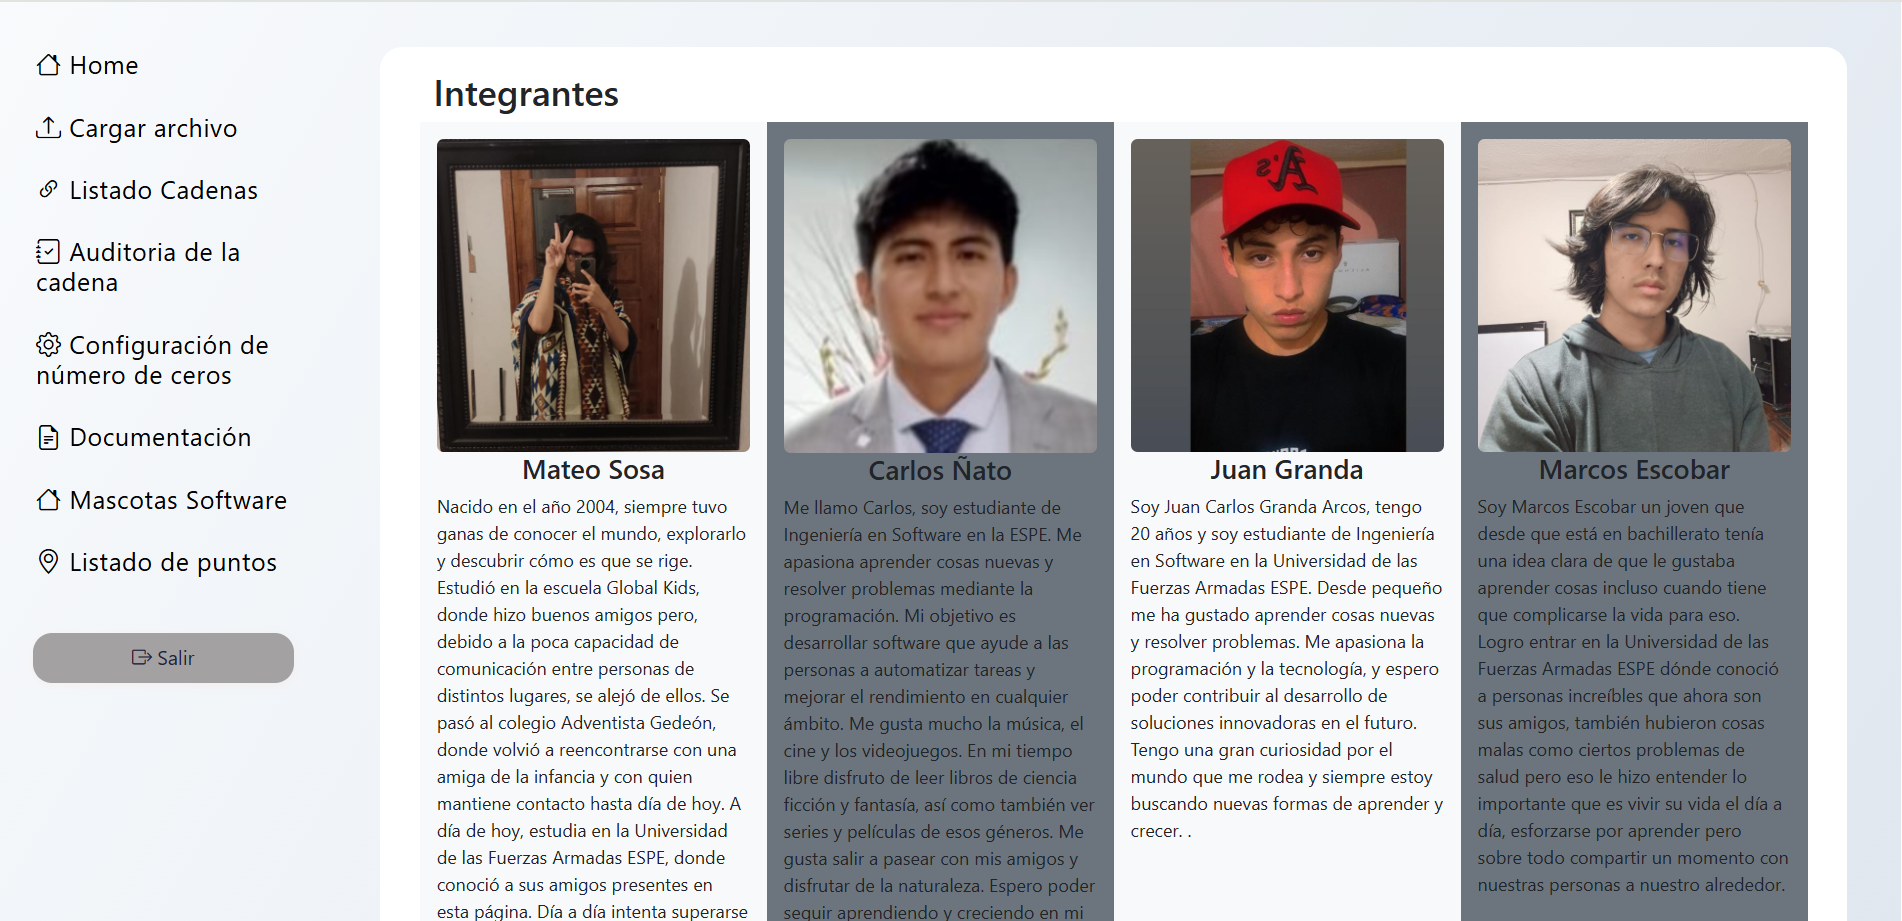 Home
Cargar archivo
Listado Cadenas
Auditoria de la
cadena
Configuración de
número de ceros
Documentación
Mascotas Software
Listado de puntos
Salir
Integrantes
A's
Mateo Sosa
Nacido en el año 2004, siempre tuvo
ganas de conocer el mundo, explorarlo
y descubrir cómo es que se rige.
Estudió en la escuela Global Kids,
donde hizo buenos amigos pero,
debido a la poca capacidad de
comunicación entre personas de
distintos lugares, se alejó de ellos. Se
pasó al colegio Adventista Gedeón,
donde volvió a reencontrarse con una
amiga de la infancia y con quien
mantiene contacto hasta día de hoy. A
día de hoy, estudia en la Universidad
de las Fuerzas Armadas ESPE, donde
conoció a sus amigos presentes en
esta página. Día a día intenta superarse
Carlos Ñato
Me llamo Carlos, soy estudiante de
Ingeniería en Software en la ESPE. Me
apasiona aprender cosas nuevas y
resolver problemas mediante la
programación. Mi objetivo es
desarrollar software que ayude a las
personas a automatizar tareas y
mejorar el rendimiento en cualquier
ámbito. Me gusta mucho la música, el
cine y los videojuegos. En mi tiempo
libre disfruto de leer libros de ciencia
ficción y fantasía, así como también ver
series y películas de esos géneros. Me
gusta salir a pasear con mis amigos y
disfrutar de la naturaleza. Espero poder
seguir aprendiendo y creciendo en mi
Juan Granda
Soy Juan Carlos Granda Arcos, tengo
20 años y soy estudiante de Ingeniería
en Software en la Universidad de las
Fuerzas Armadas ESPE. Desde pequeño
me ha gustado aprender cosas nuevas
y resolver problemas. Me apasiona la
programación y la tecnología, y espero
poder contribuir al desarrollo de
soluciones innovadoras en el futuro.
Tengo una gran curiosidad por el
mundo que me rodea y siempre estoy
buscando nuevas formas de aprender y
crecer. .
Marcos Escobar
Soy Marcos Escobar un joven que
desde que está en bachillerato tenía
una idea clara de que le gustaba
aprender cosas incluso cuando tiene
que complicarse la vida para eso.
Logro entrar en la Universidad de las
Fuerzas Armadas ESPE dónde conoció
a personas increíbles que ahora son
sus amigos, también hubieron cosas
malas como ciertos problemas de
salud pero eso le hizo entender lo
importante que es vivir su vida el día a
día, esforzarse por aprender pero
sobre todo compartir un momento con
nuestras personas a nuestro alrededor.